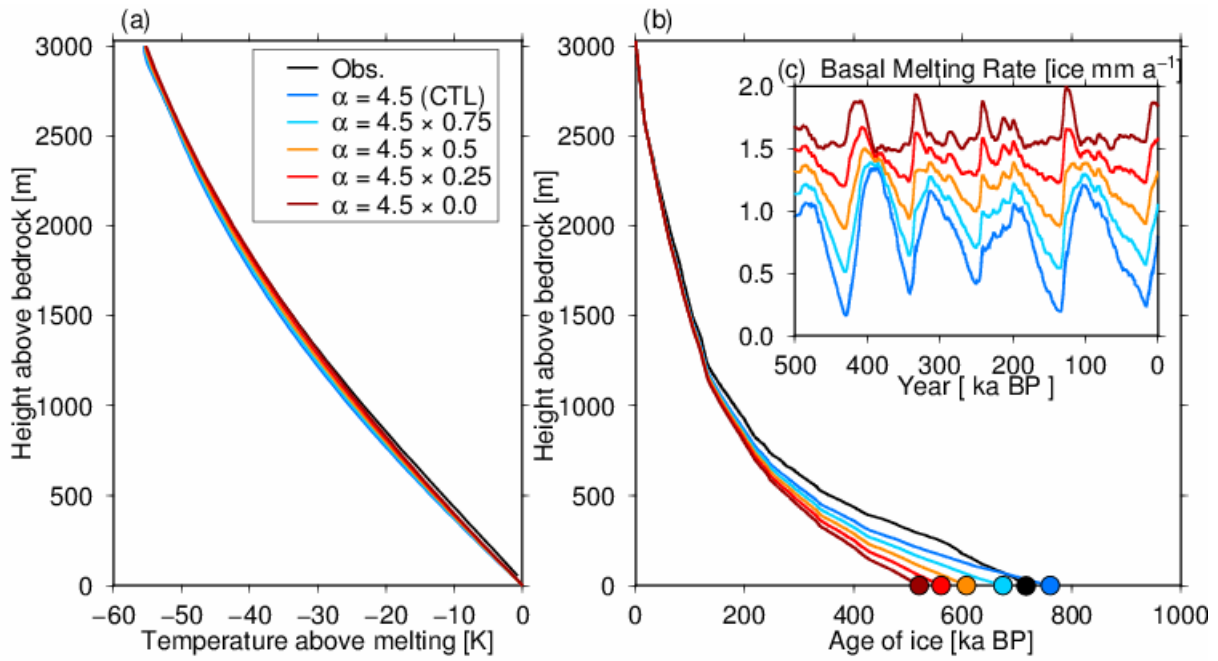 (a)
3000
2500
2000
1500
1000
500
0
Height above bedrock [m]
Obs.
α = 4.5 (CTL)
α = 4.5 × 0.75
α = 4.5 × 0.5
α = 4.5 × 0.25
α = 4.5 × 0.0
−60 −50 −40 −30 −20 −10 0
Temperature above melting [K]
(b)
3000
2500
2000
1500
1000
500
0
Height above bedrock [m]
0 200 400 600 800 1000
Age of ice [ka BP]
(c) Basal Melting Rate [ice mm a⁻¹]
2.0
1.5
1.0
0.5
0.0
500 400 300 200 100 0
Year [ ka BP ]